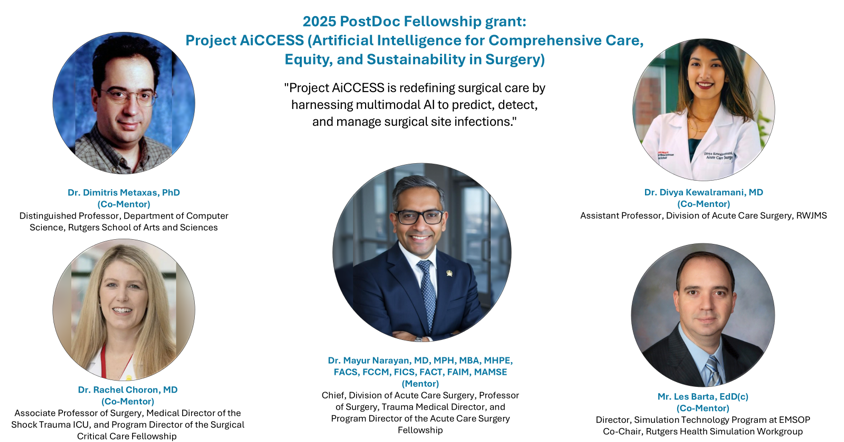 2025 PostDoc Fellowship grant:
Project AiCCESS (Artificial Intelligence for Comprehensive Care,
Equity, and Sustainability in Surgery)
"Project AiCCESS is redefining surgical care by
harnessing multimodal AI to predict, detect,
and manage surgical site infections."
Dr. Dimitris Metaxas, PhD
(Co-Mentor)
Distinguished Professor, Department of Computer
Science, Rutgers School of Arts and Sciences
Dr. Divya Kewalramani, MD
(Co-Mentor)
Assistant Professor, Division of Acute Care Surgery, RWJMS
Dr. Rachel Choron, MD
(Co-Mentor)
Associate Professor of Surgery, Medical Director of the
Shock Trauma ICU, and Program Director of the Surgical
Critical Care Fellowship
Dr. Mayur Narayan, MD, MPH, MBA, MHPE,
FACS, FCCM, FICS, FACT, FAIM, MAMSE
(Mentor)
Chief, Division of Acute Care Surgery, Professor
of Surgery, Trauma Medical Director, and
Program Director of the Acute Care Surgery
Fellowship
Mr. Les Barta, EdD(c)
(Co-Mentor)
Director, Simulation Technology Program at EMSOP
Co-Chair, Rutgers Health Simulation Workgroup